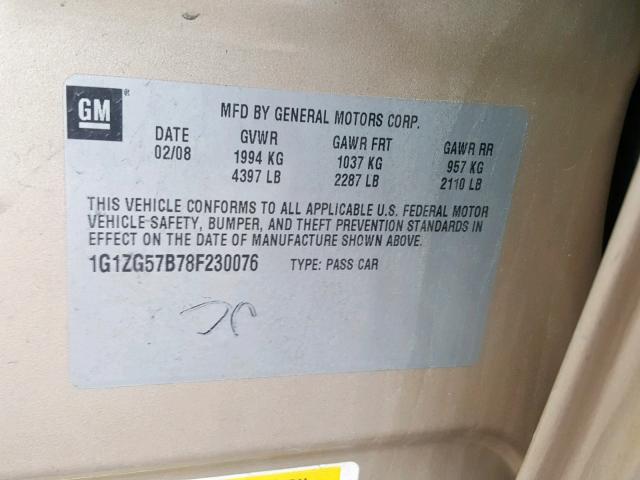 GM ®
MFD BY GENERAL MOTORS CORP.
DATE GVWR GAWR FRT GAWR RR
02/08 1994 KG 1037 KG 957 KG
4397 LB 2287 LB 2110 LB
THIS VEHICLE CONFORMS TO ALL APPLICABLE U.S. FEDERAL MOTOR
VEHICLE SAFETY, BUMPER, AND THEFT PREVENTION STANDARDS IN
EFFECT ON THE DATE OF MANUFACTURE SHOWN ABOVE.
1G1ZG57B78F230076 TYPE: PASS CAR